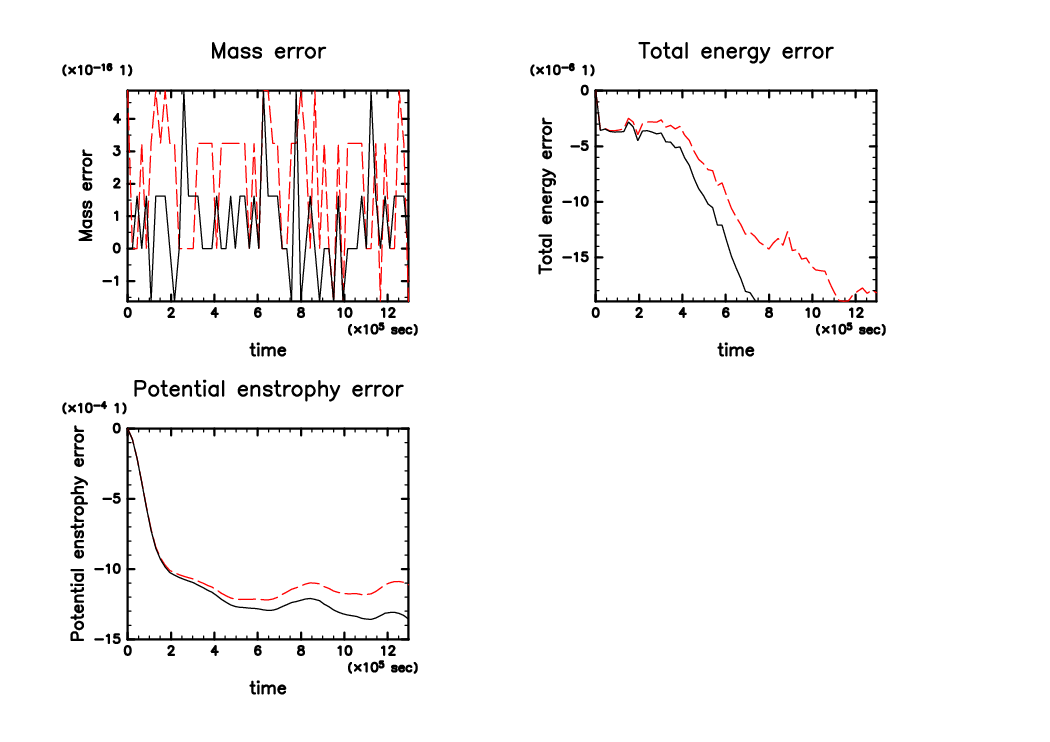 Mass error
(×10⁻¹⁶ 1)
4
3
2
1
0
−1
Mass error
0 2 4 6 8 10 12
(×10⁵ sec)
time
Total energy error
(×10⁻⁶ 1)
0
−5
−10
−15
Total energy error
0 2 4 6 8 10 12
(×10⁵ sec)
time
Potential enstrophy error
(×10⁻⁴ 1)
0
−5
−10
−15
Potential enstrophy error
0 2 4 6 8 10 12
(×10⁵ sec)
time